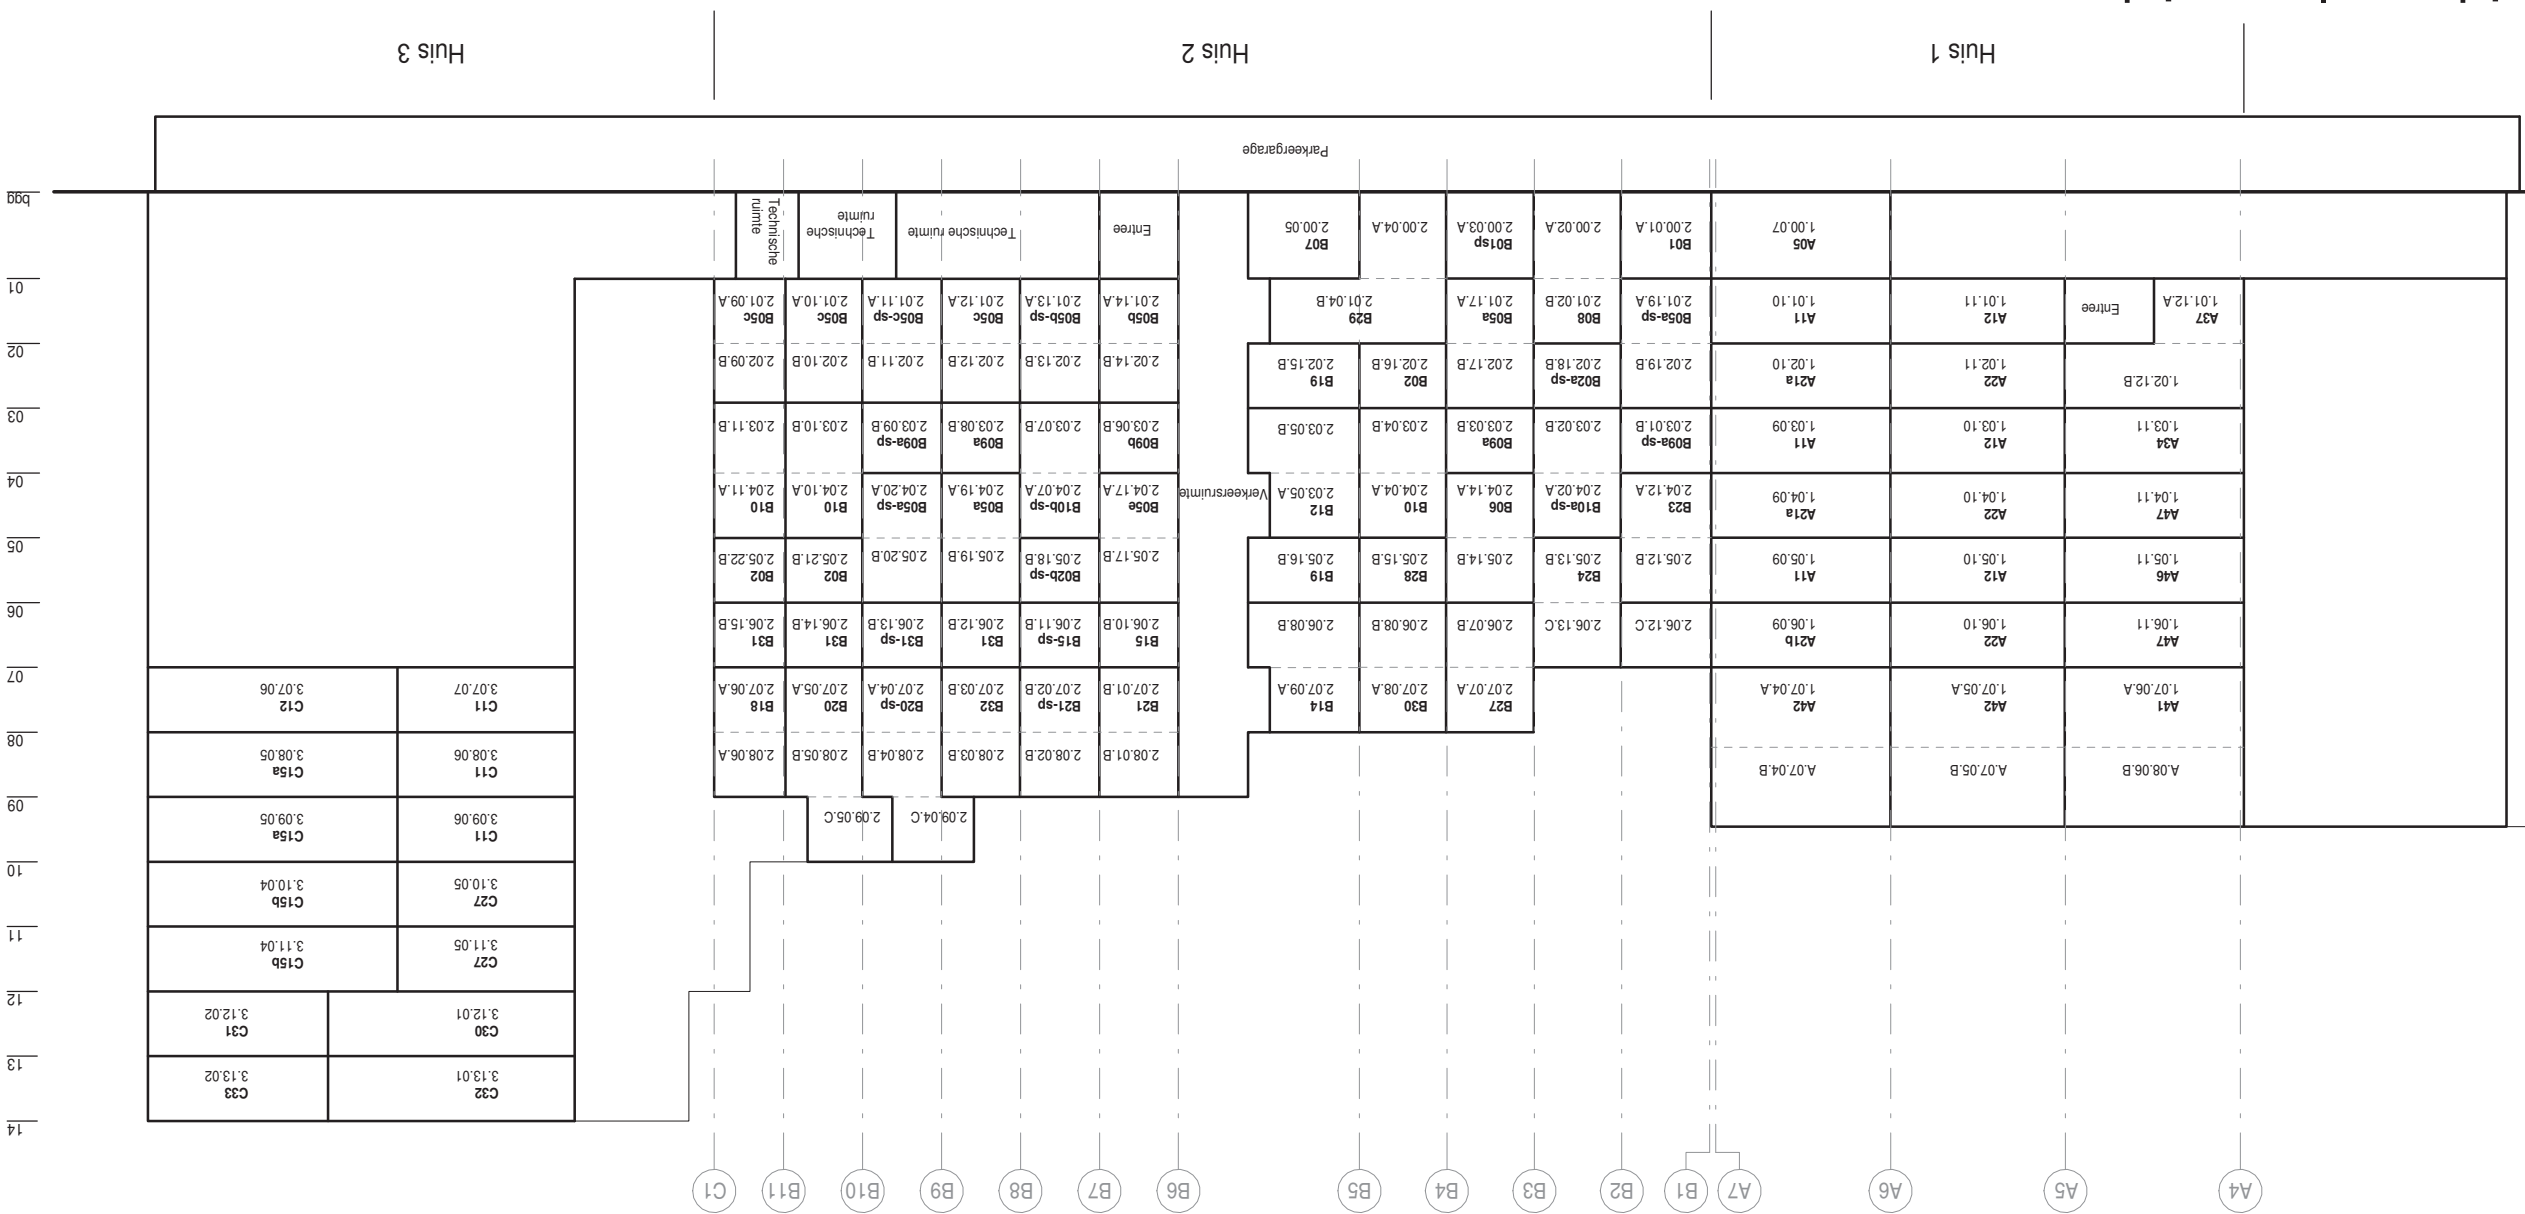 A4
A5
A6
A7
B1
B2
B3
B4
B5
B6
B7
B8
B9
B10
B11
C1
14
C32
3.13.01
C33
3.13.02
13
C30
3.12.01
C31
3.12.02
12
C27
3.11.05
C15b
3.11.04
11
C27
3.10.05
C15b
3.10.04
10
2.09.04.C
2.09.05.C
C11
3.09.06
C15a
3.09.05
09
A.08.06.B
A.07.05.B
A.07.04.B
2.08.01.B
2.08.02.B
2.08.03.B
2.08.04.B
2.08.05.B
2.08.06.A
C11
3.08.06
C15a
3.08.05
08
A41
1.07.06.A
A42
1.07.05.A
A42
1.07.04.A
B27
2.07.07.A
B30
2.07.08.A
B14
2.07.09.A
B21
2.07.01.B
B21-sp
2.07.02.B
B32
2.07.03.B
B20-sp
2.07.04.A
B20
2.07.05.A
B18
2.07.06.A
C11
3.07.07
C12
3.07.06
07
A47
1.06.11
A22
1.06.10
A21b
1.06.09
2.06.12.C
2.06.13.C
2.06.07.B
2.06.08.B
2.06.08.B
B15
2.06.10.B
B15-sp
2.06.11.B
B31
2.06.12.B
B31-sp
2.06.13.B
B31
2.06.14.B
B31
2.06.15.B
06
A46
1.05.11
A12
1.05.10
A11
1.05.09
2.05.12.B
B24
2.05.13.B
2.05.14.B
B28
2.05.15.B
B19
2.05.16.B
2.05.17.B
B02b-sp
2.05.18.B
2.05.19.B
2.05.20.B
B02
2.05.21.B
B02
2.05.22.B
05
A47
1.04.11
A22
1.04.10
A21a
1.04.09
B23
2.04.12.A
B10a-sp
2.04.02.A
B06
2.04.14.A
B10
2.04.04.A
B12
2.03.05.A
Verkeersruimte
B05e
2.04.17.A
B10b-sp
2.04.07.A
B05a
2.04.19.A
B05a-sp
2.04.20.A
B10
2.04.10.A
B10
2.04.11.A
04
A34
1.03.11
A12
1.03.10
A11
1.03.09
B09a-sp
2.03.01.B
2.03.02.B
B09a
2.03.03.B
2.03.04.B
2.03.05.B
B09b
2.03.06.B
2.03.07.B
B09a
2.03.08.B
B09a-sp
2.03.09.B
2.03.10.B
2.03.11.B
03
1.02.12.B
A22
1.02.11
A21a
1.02.10
2.02.19.B
B02a-sp
2.02.18.B
2.02.17.B
B02
2.02.16.B
B19
2.02.15.B
2.02.14.B
2.02.13.B
2.02.12.B
2.02.11.B
2.02.10.B
2.02.09.B
02
A37
1.01.12.A
Entree
A12
1.01.11
A11
1.01.10
B05a-sp
2.01.19.A
B08
2.01.02.B
B05a
2.01.17.A
B29
2.01.04.B
B05b
2.01.14.A
B05b-sp
2.01.13.A
B05c
2.01.12.A
B05c-sp
2.01.11.A
B05c
2.01.10.A
B05c
2.01.09.A
01
A05
1.00.07
B01
2.00.01.A
2.00.02.A
B01sp
2.00.03.A
2.00.04.A
B07
2.00.05
Entree
Technische ruimte
Technische
ruimte
Technische
ruimte
bgg
Parkeergarage
Huis 1
Huis 2
Huis 3